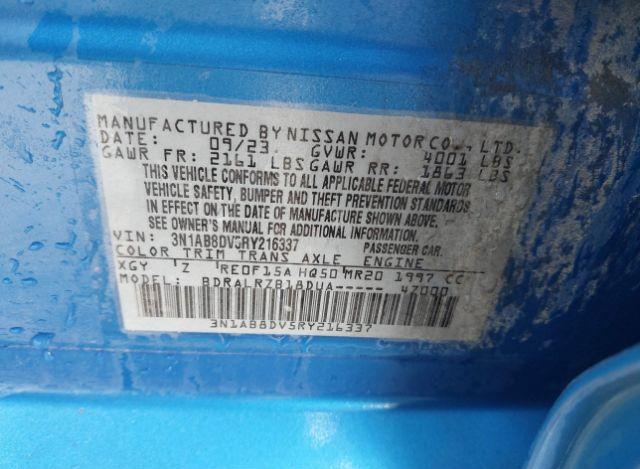 MANUFACTURED BY NISSAN MOTOR CO., LTD.
DATE: 09/23 GVWR: 4001 LBS
GAWR FR: 2161 LBS GAWR RR: 1863 LBS
THIS VEHICLE CONFORMS TO ALL APPLICABLE FEDERAL MOTOR
VEHICLE SAFETY, BUMPER AND THEFT PREVENTION STANDARDS
IN EFFECT ON THE DATE OF MANUFACTURE SHOWN ABOVE.
SEE OWNER'S MANUAL FOR ADDITIONAL INFORMATION.
VIN: 3N1AB8DV5RY216337 PASSENGER CAR.
COLOR TRIM TRANS AXLE ENGINE
XGY Z RE0F15A HQ50 MR20 1997 CC
MODEL: BDRALRZB18DUA----- 47000
3N1AB8DV5RY216337